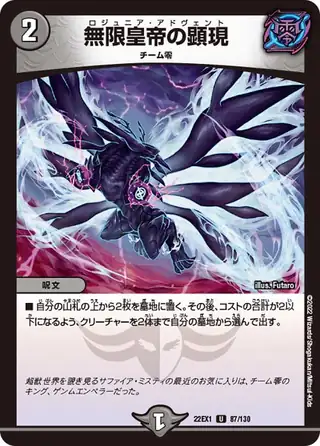 2
ロジュニア・アドヴェント
無限皇帝の顕現
チーム零
零
illus. Futaro
呪文
■自分の山札の上から2枚を墓地に置く。その後、コストの合計が2以
下になるよう、クリーチャーを2体まで自分の墓地から選んで出す。
超獣世界を覗き見るサファイア・ミスティの最近のお気に入りは、チーム零
のキング、ゲンムエンペラーだった。
22EX1 U 87/130
1
©2022 Wizards/Shogakukan/Mitsui-Kids